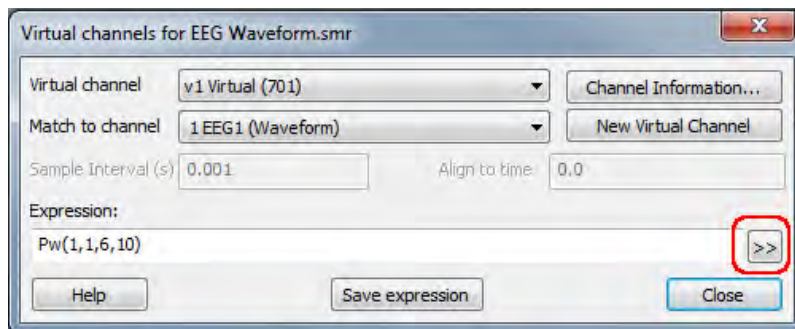 Virtual channels for EEG Waveform.smr
Virtual channel v1 Virtual (701) Channel Information...
Match to channel 1 EEG1 (Waveform) New Virtual Channel
Sample Interval (s) 0.001 Align to time 0.0
Expression:
Pw(1,1,6,10) >>
Help Save expression Close